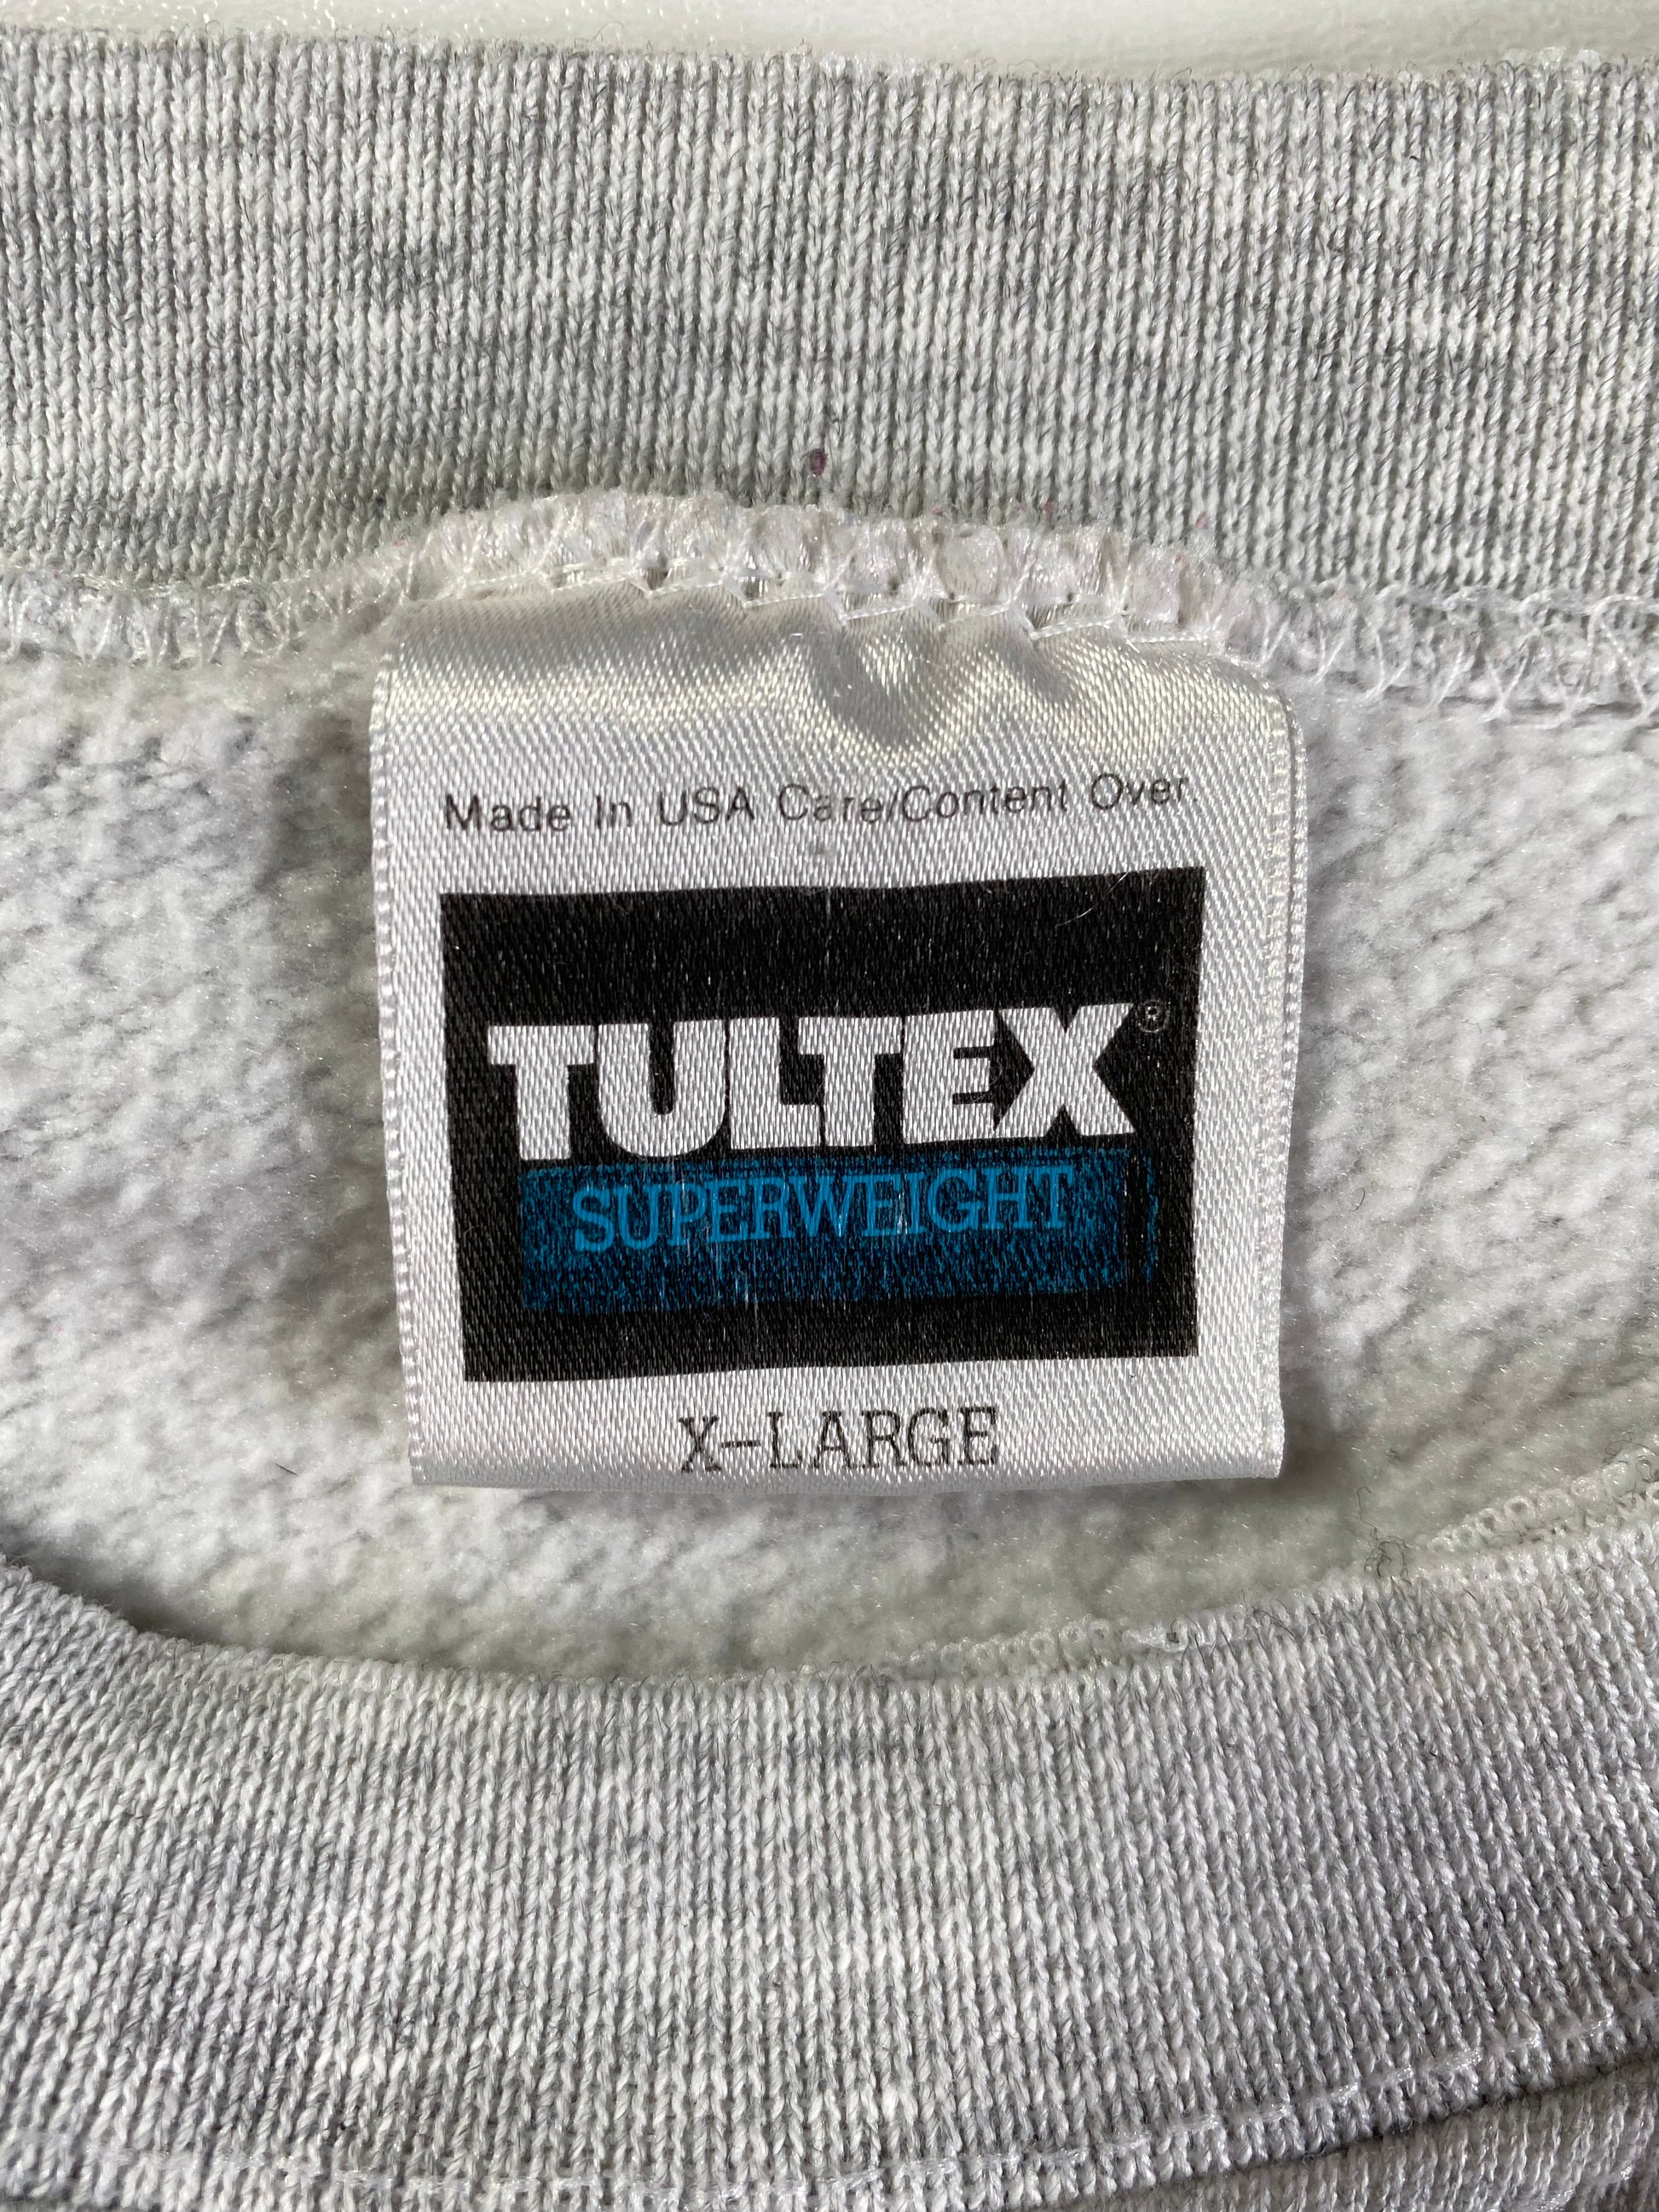 Made In USA Care/Content Over.
TULTEX®
SUPERWEIGHT
X-LARGE